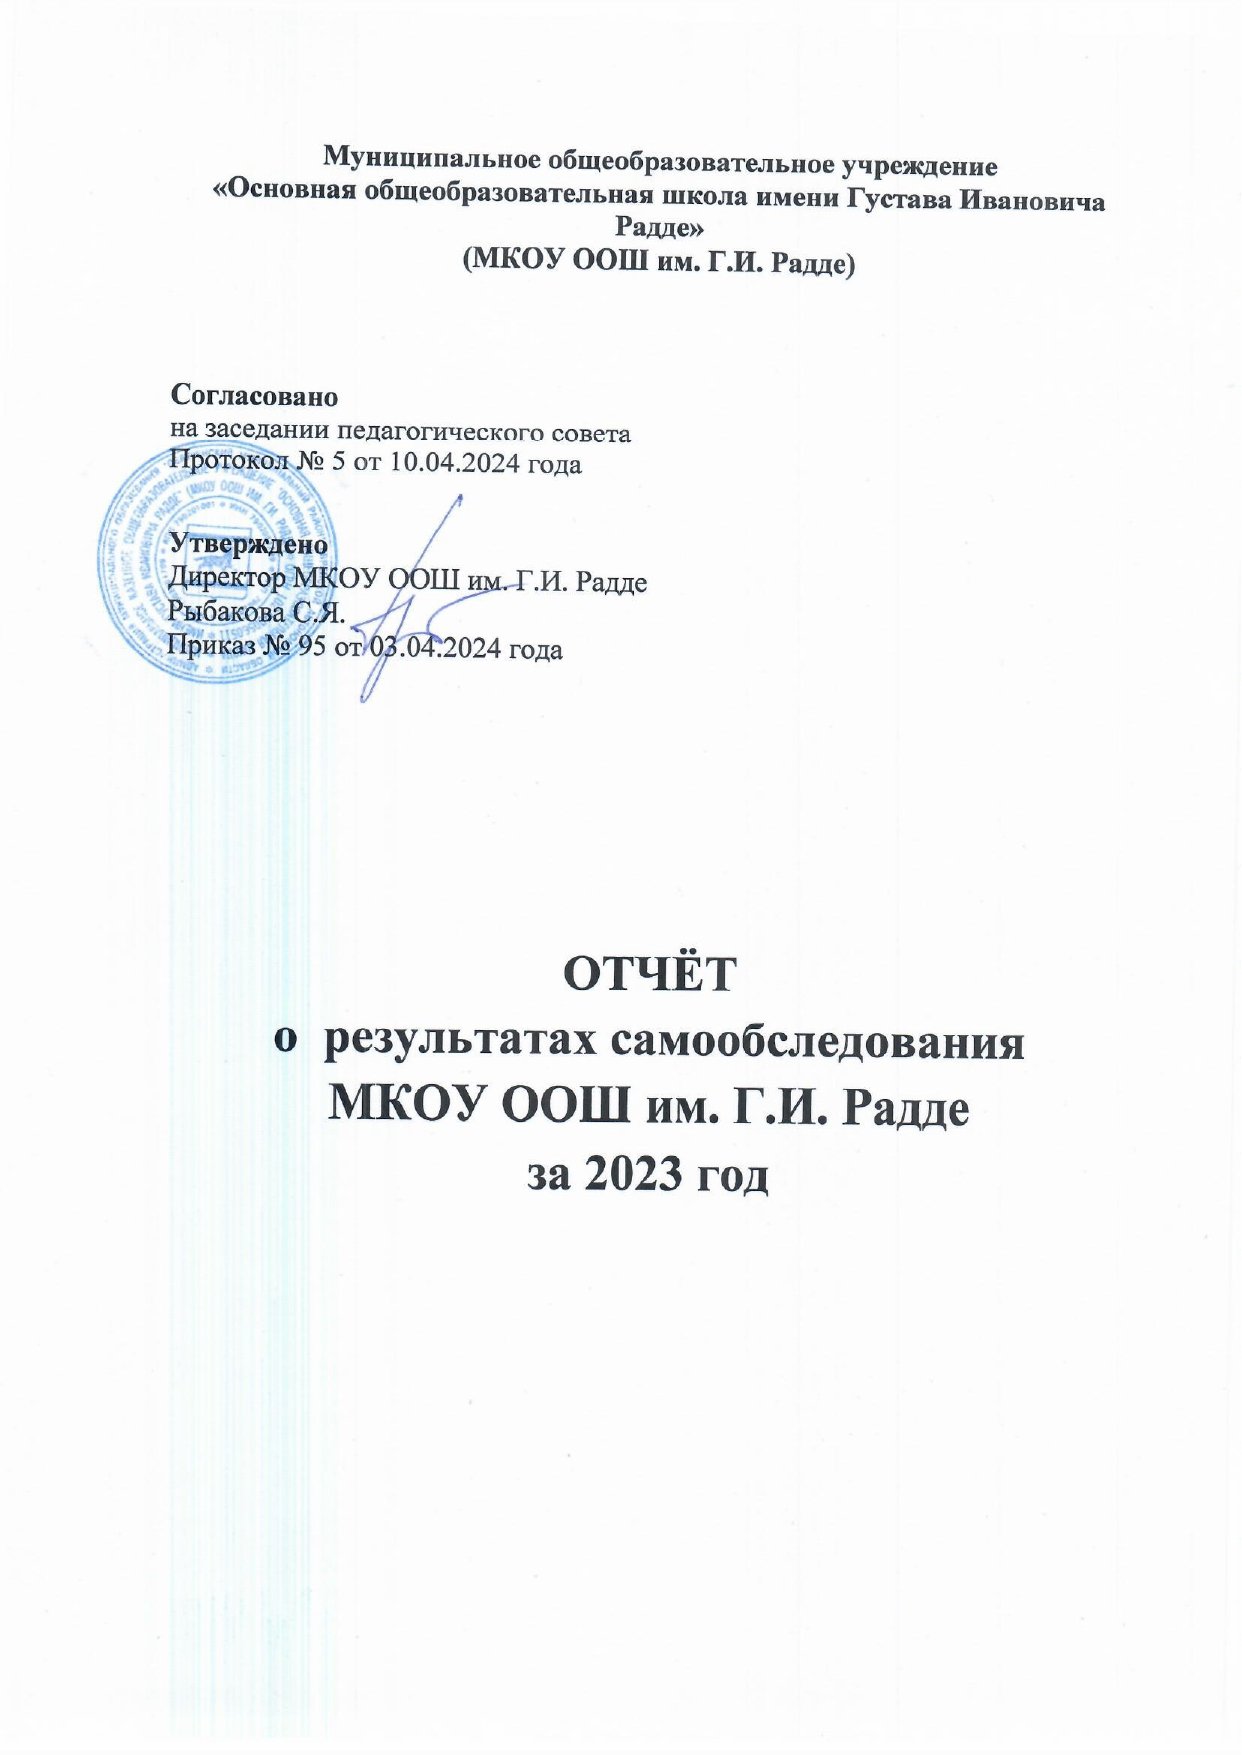 Муниципальное общеобразовательное учреждение
«Основная общеобразовательная школа имени Густава Ивановича
Радде»
(МКОУ ООШ им. Г.И. Радде)
Согласовано
на заседании педагогического совета
Протокол № 5 от 10.04.2024 года
Утверждено
Директор МКОУ ООШ им. Г.И. Радде
Рыбакова С.Я.
Приказ № 95 от 03.04.2024 года
ОТЧЁТ
о результатах самообследования
МКОУ ООШ им. Г.И. Радде
за 2023 год